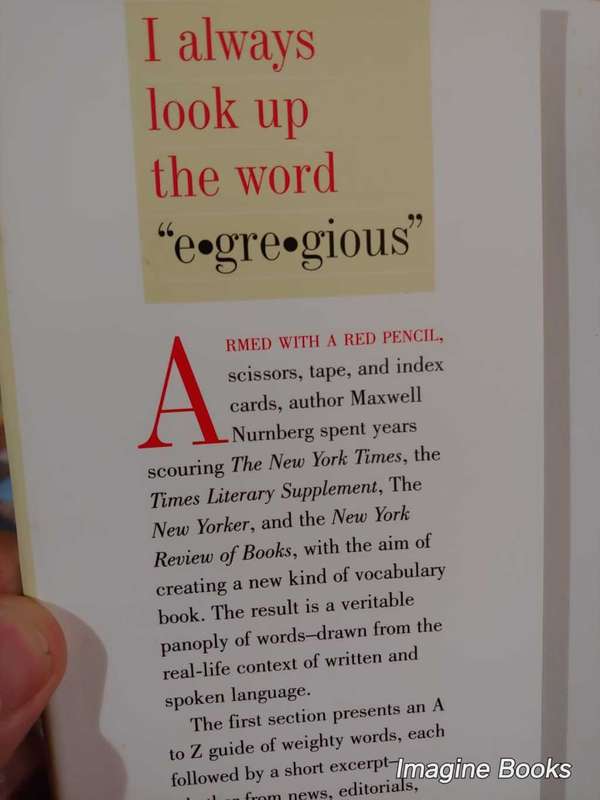 I always
look up
the word
“e•gre•gious”
ARMED WITH A RED PENCIL,
scissors, tape, and index
cards, author Maxwell
Nurnberg spent years
scouring The New York Times, the
Times Literary Supplement, The
New Yorker, and the New York
Review of Books, with the aim of
creating a new kind of vocabulary
book. The result is a veritable
panoply of words–drawn from the
real-life context of written and
spoken language.
The first section presents an A
to Z guide of weighty words, each
followed by a short excerpt–
from news, editorials,
Imagine Books